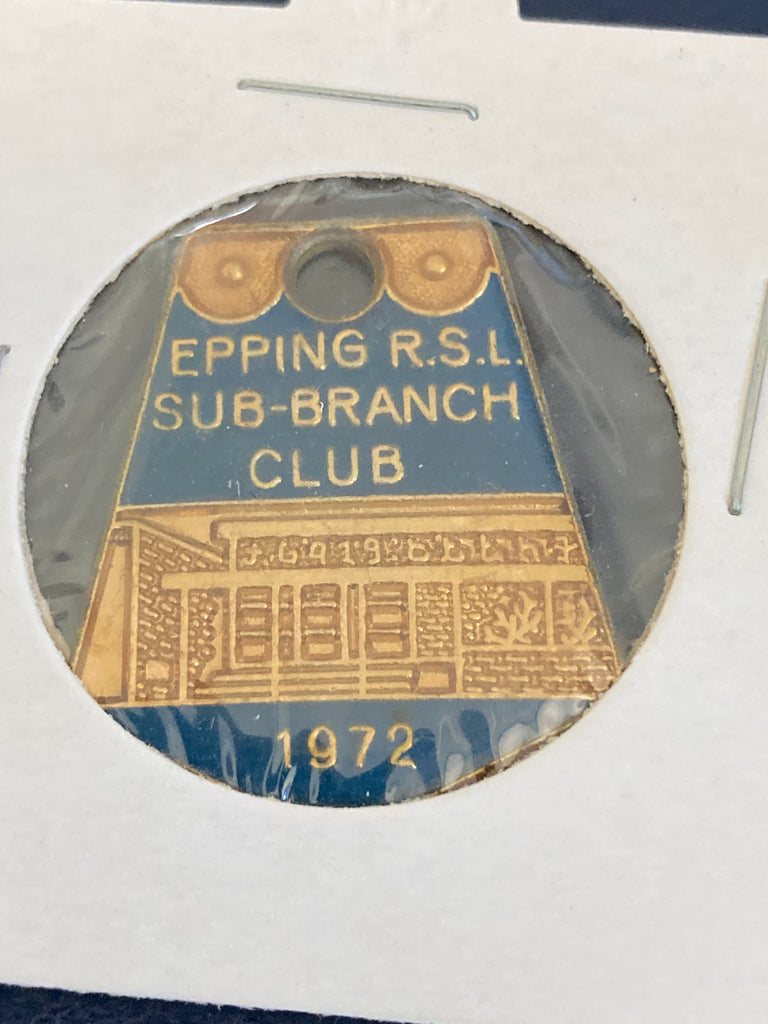 EPPING R.S.L.
SUB-BRANCH
CLUB
1972